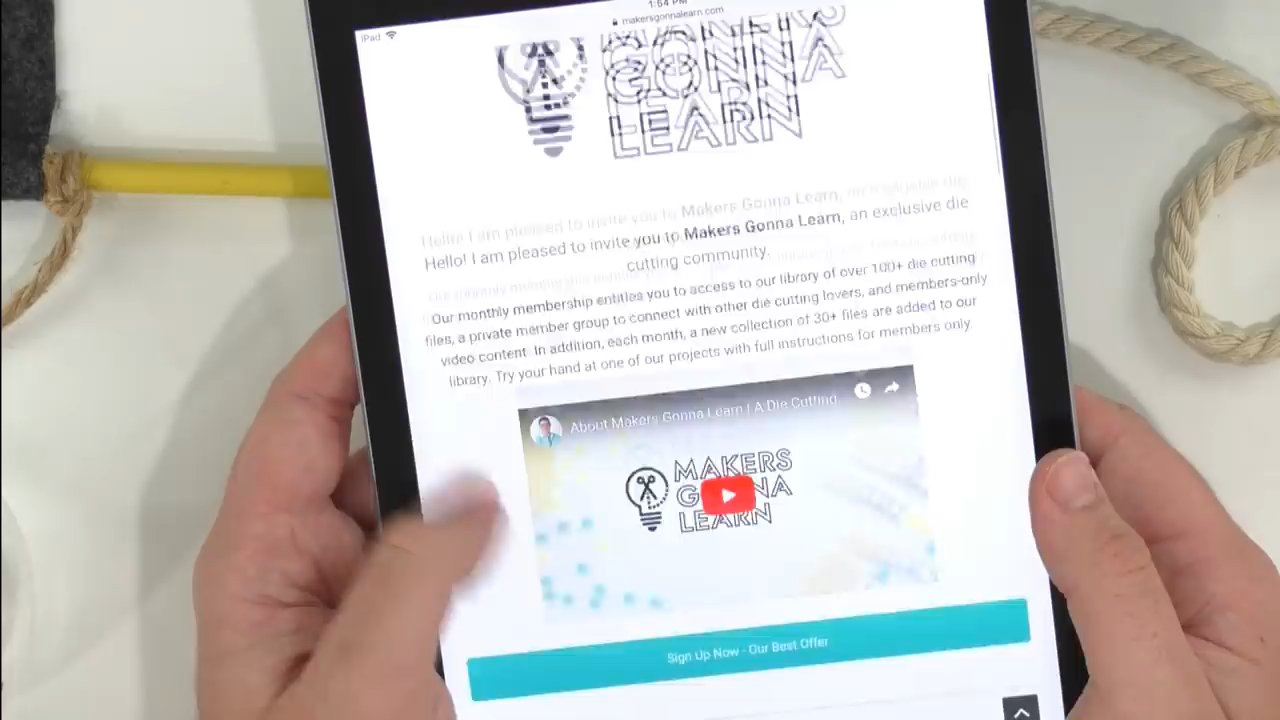 1:54 PM
iPad
makersgonnalearn.com
MAKERS
GONNA
LEARN
Hello! I am pleased to invite you to Makers Gonna Learn, an exclusive die
cutting community.
Our monthly membership entitles you to access to our library of over 100+ die cutting
files, a private member group to connect with other die cutting lovers, and members-only
video content. In addition, each month, a new collection of 30+ files are added to our
library. Try your hand at one of our projects with full instructions for members only.
About Makers Gonna Learn | A Die Cutting
MAKERS
GONNA
LEARN
Sign Up Now - Our Best Offer